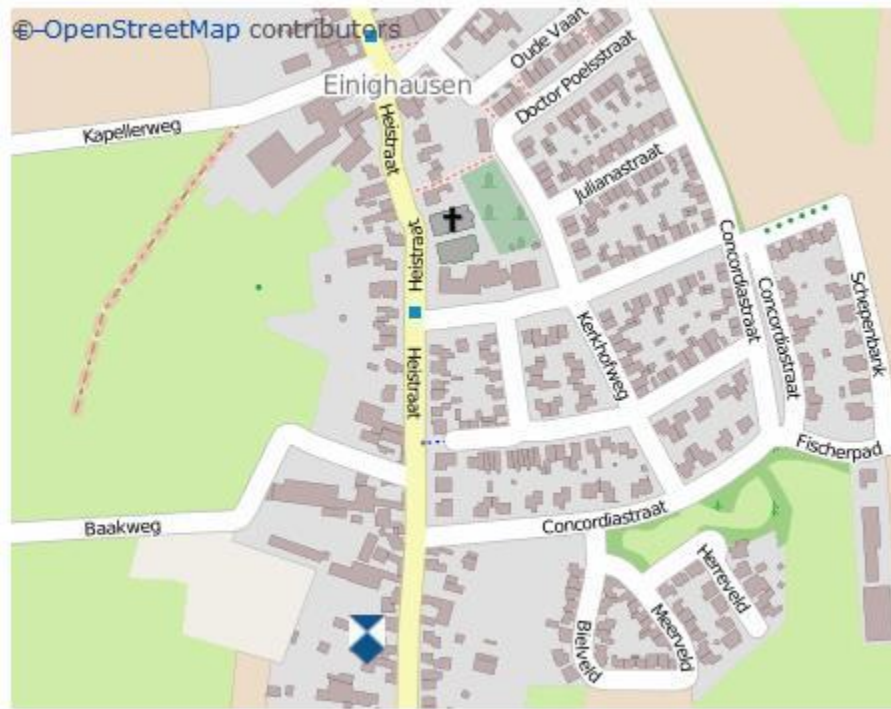 © OpenStreetMap contributors
Oude Vaart
Einighausen
Doctor Poelsstraat
Kapellerweg
Heistraat
Julianastraat
Heistraat
Concordiastraat
Concordiastraat
Schepenbank
Kerkhofweg
Heistraat
Fischerpad
Baakweg
Concordiastraat
Herreveld
Meerveld
Bielveld